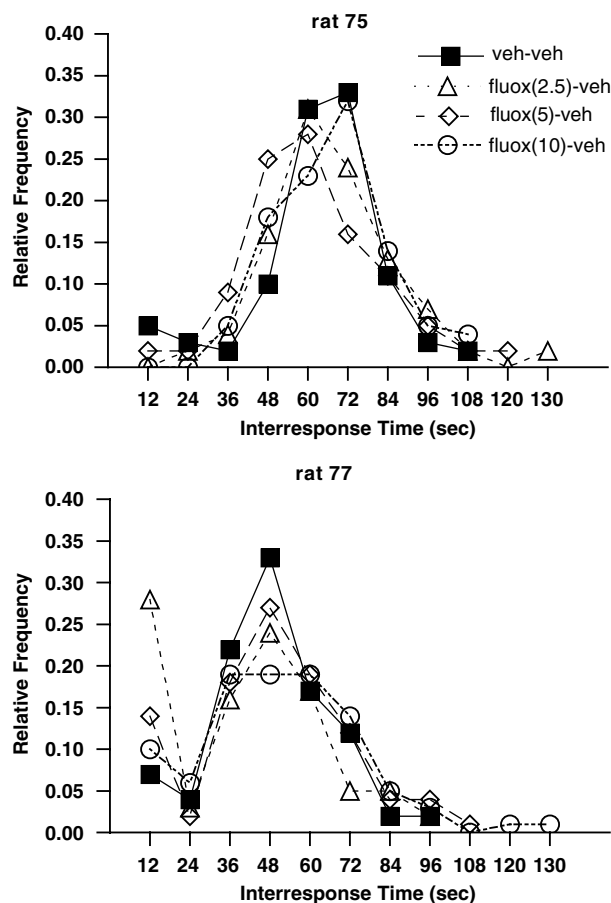 rat 75
0.40
0.35
0.30
0.25
0.20
0.15
0.10
0.05
0.00
Relative Frequency
veh-veh
fluox(2.5)-veh
fluox(5)-veh
fluox(10)-veh
12 24 36 48 60 72 84 96 108 120 130
Interresponse Time (sec)
rat 77
0.40
0.35
0.30
0.25
0.20
0.15
0.10
0.05
0.00
Relative Frequency
12 24 36 48 60 72 84 96 108 120 130
Interresponse Time (sec)